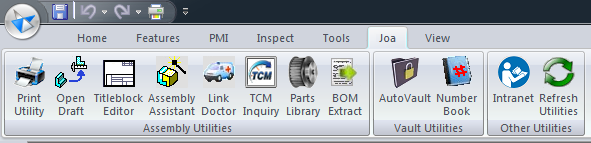 Home Features PMI Inspect Tools Joa View
Print Open Titleblock Assembly Link TCM Parts BOM AutoVault Number Intranet Refresh
Utility Draft Editor Assistant Doctor Inquiry Library Extract Book Utilities
Assembly Utilities Vault Utilities Other Utilities
TCM